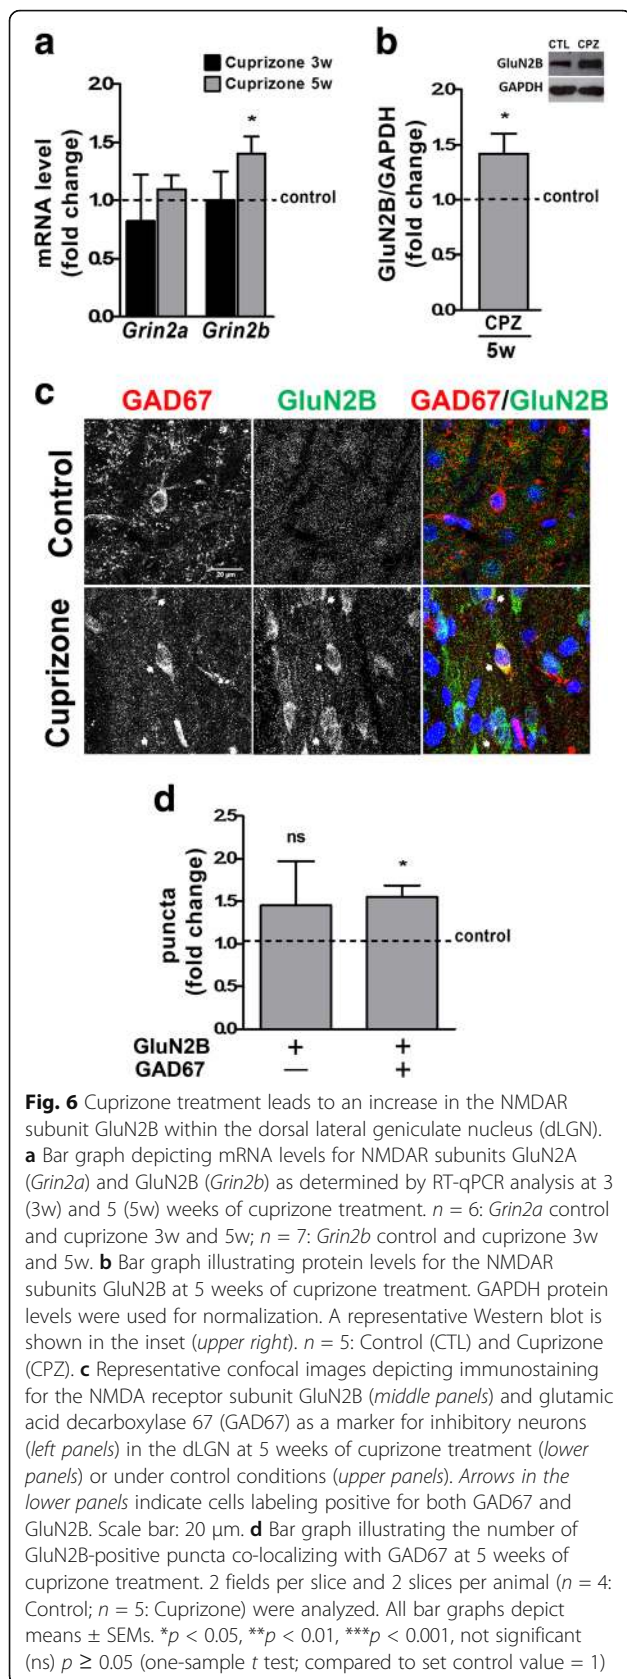 a
Cuprizone 3w
Cuprizone 5w
mRNA level
(fold change)
2.0
1.5
1.0
0.5
0.0
*
control
Grin2a Grin2b
b
CTL CPZ
GluN2B
GAPDH
GluN2B/GAPDH
(fold change)
2.0
1.5
1.0
0.5
0.0
*
control
CPZ
5w
c
GAD67 GluN2B GAD67/GluN2B
Control
20 µm
Cuprizone
d
puncta
(fold change)
2.5
2.0
1.5
1.0
0.5
0.0
ns
*
control
GluN2B + +
GAD67 — +
Fig. 6 Cuprizone treatment leads to an increase in the NMDAR
subunit GluN2B within the dorsal lateral geniculate nucleus (dLGN).
a Bar graph depicting mRNA levels for NMDAR subunits GluN2A
(Grin2a) and GluN2B (Grin2b) as determined by RT-qPCR analysis at 3
(3w) and 5 (5w) weeks of cuprizone treatment. n = 6: Grin2a control
and cuprizone 3w and 5w; n = 7: Grin2b control and cuprizone 3w
and 5w. b Bar graph illustrating protein levels for the NMDAR
subunits GluN2B at 5 weeks of cuprizone treatment. GAPDH protein
levels were used for normalization. A representative Western blot is
shown in the inset (upper right). n = 5: Control (CTL) and Cuprizone
(CPZ). c Representative confocal images depicting immunostaining
for the NMDA receptor subunit GluN2B (middle panels) and glutamic
acid decarboxylase 67 (GAD67) as a marker for inhibitory neurons
(left panels) in the dLGN at 5 weeks of cuprizone treatment (lower
panels) or under control conditions (upper panels). Arrows in the
lower panels indicate cells labeling positive for both GAD67 and
GluN2B. Scale bar: 20 µm. d Bar graph illustrating the number of
GluN2B-positive puncta co-localizing with GAD67 at 5 weeks of
cuprizone treatment. 2 fields per slice and 2 slices per animal (n = 4:
Control; n = 5: Cuprizone) were analyzed. All bar graphs depict
means ± SEMs. *p < 0.05, **p < 0.01, ***p < 0.001, not significant
(ns) p ≥ 0.05 (one-sample t test; compared to set control value = 1)